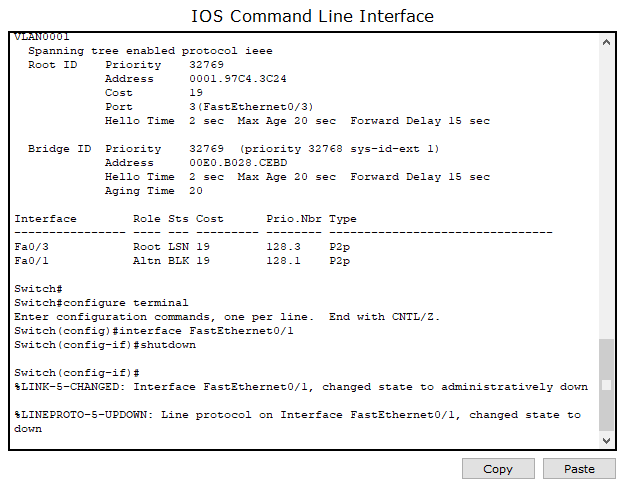 IOS Command Line Interface
VLAN0001
  Spanning tree enabled protocol ieee
  Root ID    Priority    32769
             Address     0001.97C4.3C24
             Cost        19
             Port        3(FastEthernet0/3)
             Hello Time  2 sec  Max Age 20 sec  Forward Delay 15 sec

  Bridge ID  Priority    32769  (priority 32768 sys-id-ext 1)
             Address     00E0.B028.CEBD
             Hello Time  2 sec  Max Age 20 sec  Forward Delay 15 sec
             Aging Time  20

Interface        Role Sts Cost      Prio.Nbr Type
---------------- ---- --- --------- -------- --------------------------------
Fa0/3            Root LSN 19        128.3    P2p
Fa0/1            Altn BLK 19        128.1    P2p

Switch#
Switch#configure terminal
Enter configuration commands, one per line.  End with CNTL/Z.
Switch(config)#interface FastEthernet0/1
Switch(config-if)#shutdown

Switch(config-if)#
%LINK-5-CHANGED: Interface FastEthernet0/1, changed state to administratively down

%LINEPROTO-5-UPDOWN: Line protocol on Interface FastEthernet0/1, changed state to
down
Copy Paste